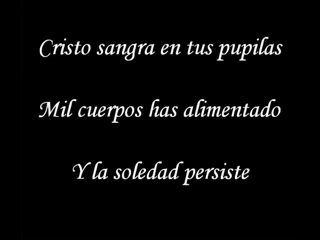 Cristo sangra en tus pupilas
Mil cuerpos has alimentado
Y la soledad persiste